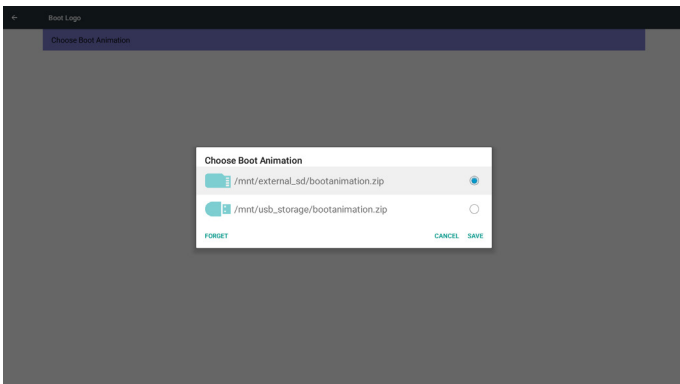 Boot Logo
Choose Boot Animation
Choose Boot Animation
/mnt/external_sd/bootanimation.zip
/mnt/usb_storage/bootanimation.zip
FORGET CANCEL SAVE